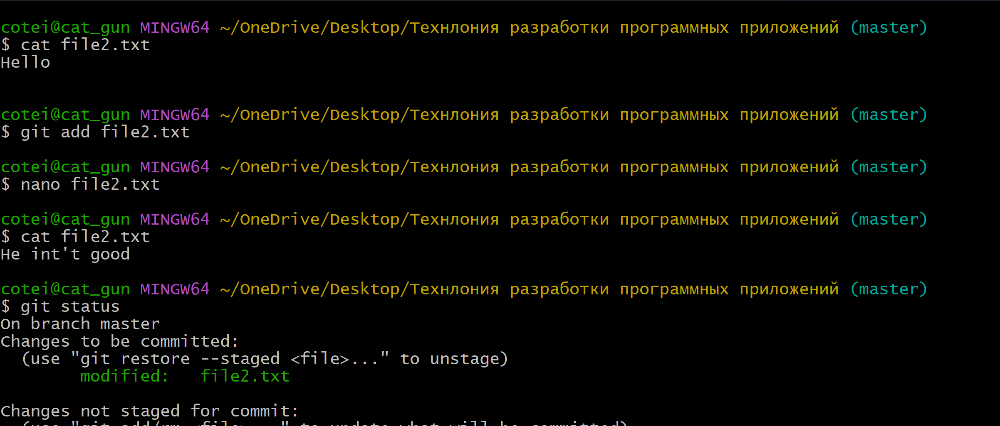 cotei@cat_gun MINGW64 ~/OneDrive/Desktop/Технлония разработки программных приложений (master)
$ cat file2.txt
Hello
cotei@cat_gun MINGW64 ~/OneDrive/Desktop/Технлония разработки программных приложений (master)
$ git add file2.txt
cotei@cat_gun MINGW64 ~/OneDrive/Desktop/Технлония разработки программных приложений (master)
$ nano file2.txt
cotei@cat_gun MINGW64 ~/OneDrive/Desktop/Технлония разработки программных приложений (master)
$ cat file2.txt
He int't good
cotei@cat_gun MINGW64 ~/OneDrive/Desktop/Технлония разработки программных приложений (master)
$ git status
On branch master
Changes to be committed:
  (use "git restore --staged <file>..." to unstage)
        modified:   file2.txt
Changes not staged for commit:
  (use "git add/rm <file>..." to update what will be committed)